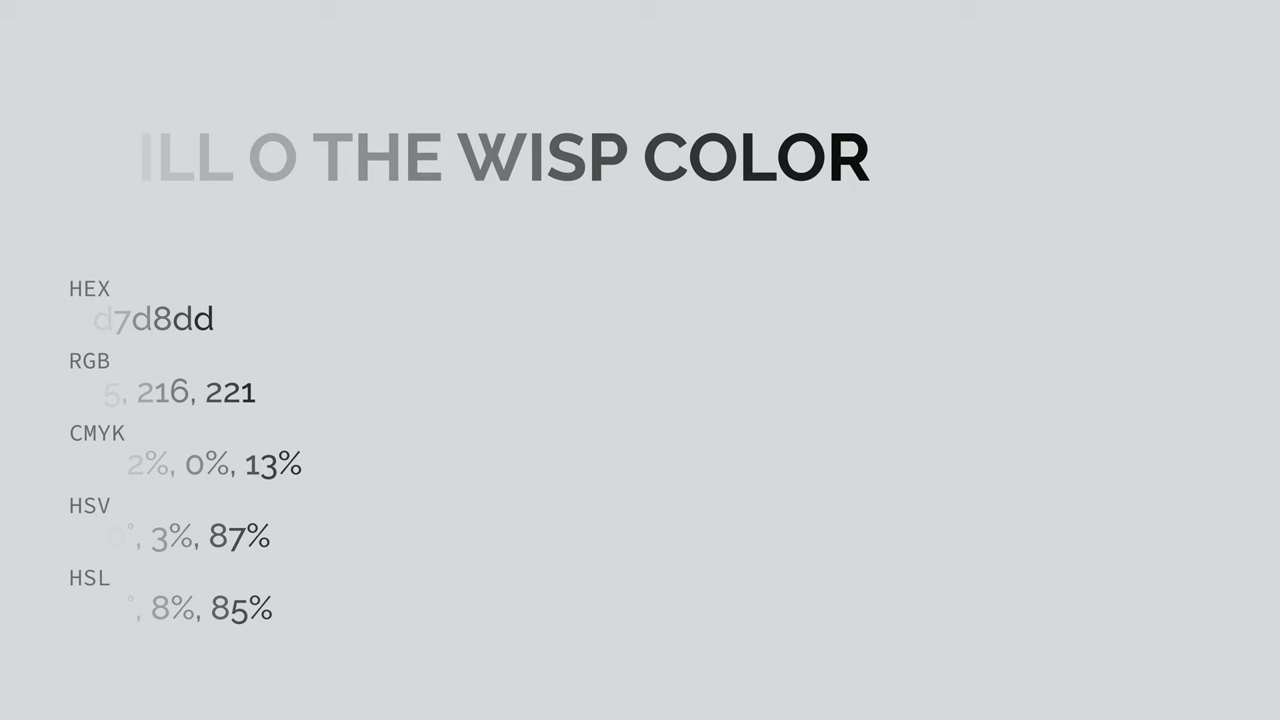 ILL O THE WISP COLOR
HEX
d7d8dd
RGB
5, 216, 221
CMYK
2%, 0%, 13%
HSV
0°, 3%, 87%
HSL
°, 8%, 85%